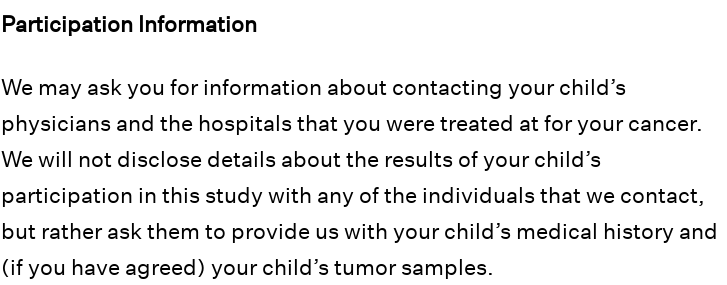 Participation Information
We may ask you for information about contacting your child’s
physicians and the hospitals that you were treated at for your cancer.
We will not disclose details about the results of your child’s
participation in this study with any of the individuals that we contact,
but rather ask them to provide us with your child’s medical history and
(if you have agreed) your child’s tumor samples.